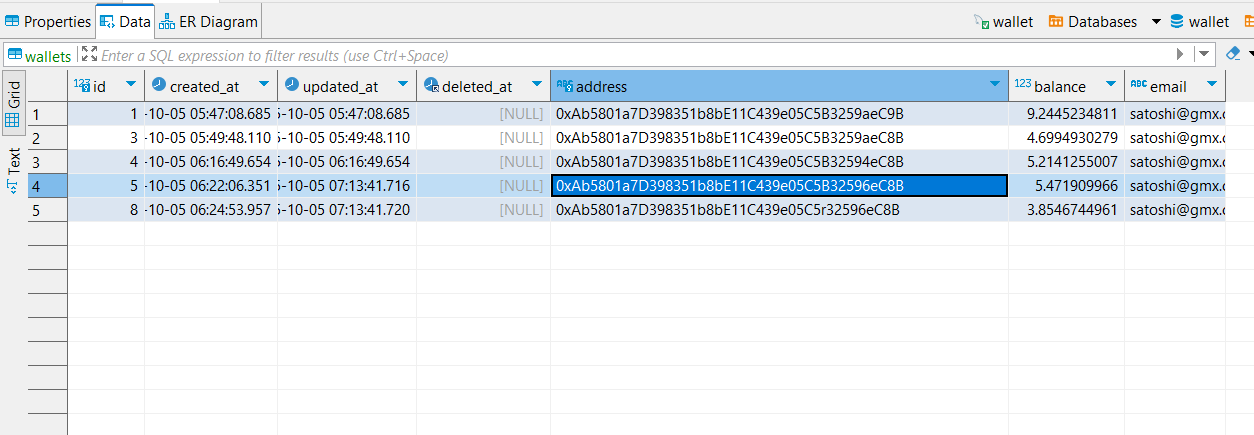 Properties Data ER Diagram wallet Databases wallet
wallets Enter a SQL expression to filter results (use Ctrl+Space)
Grid
Text
123 id created_at updated_at deleted_at ABC address 123 balance ABC email
1 1 -10-05 05:47:08.685 5-10-05 05:47:08.685 [NULL] 0xAb5801a7D398351b8bE11C439e05C5B3259aeC9B 9.2445234811 satoshi@gmx.c
2 3 -10-05 05:49:48.110 5-10-05 05:49:48.110 [NULL] 0xAb5801a7D398351b8bE11C439e05C5B3259aeC8B 4.6994930279 satoshi@gmx.c
3 4 -10-05 06:16:49.654 5-10-05 06:16:49.654 [NULL] 0xAb5801a7D398351b8bE11C439e05C5B32594eC8B 5.2141255007 satoshi@gmx.c
4 5 -10-05 06:22:06.351 5-10-05 07:13:41.716 [NULL] 0xAb5801a7D398351b8bE11C439e05C5B32596eC8B 5.471909966 satoshi@gmx.c
5 8 -10-05 06:24:53.957 5-10-05 07:13:41.720 [NULL] 0xAb5801a7D398351b8bE11C439e05C5r32596eC8B 3.8546744961 satoshi@gmx.c